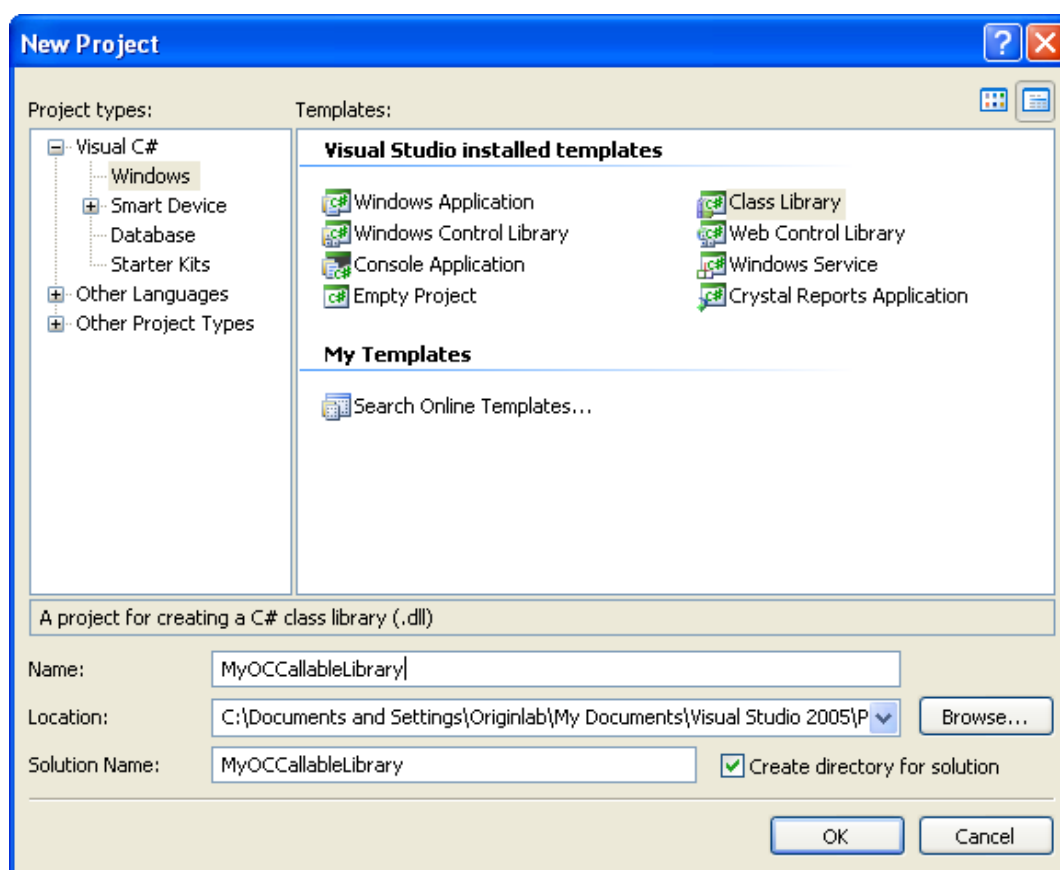 New Project
Project types:
Templates:
Visual C#
Windows
Smart Device
Database
Starter Kits
Other Languages
Other Project Types
Visual Studio installed templates
Windows Application
Class Library
Windows Control Library
Web Control Library
Console Application
Windows Service
Empty Project
Crystal Reports Application
My Templates
Search Online Templates...
A project for creating a C# class library (.dll)
Name:
MyOCCallableLibrary
Location:
C:\Documents and Settings\Originlab\My Documents\Visual Studio 2005\P
Browse...
Solution Name:
MyOCCallableLibrary
Create directory for solution
OK
Cancel